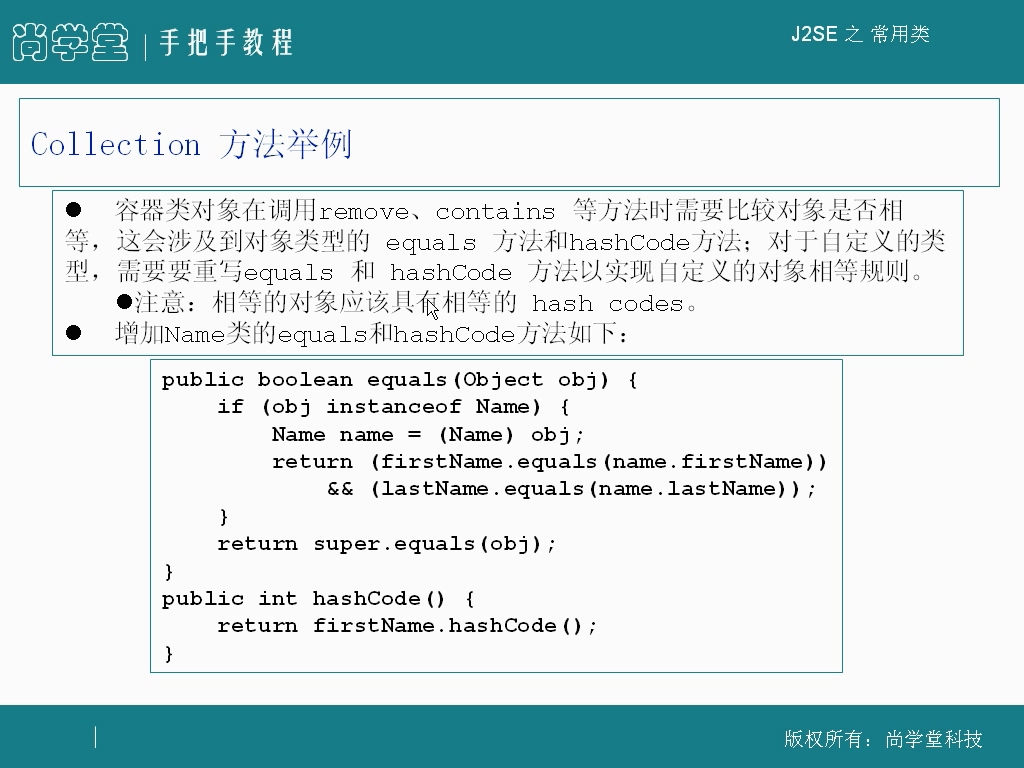 尚学堂 | 手把手教程
J2SE 之 常用类
Collection 方法举例
● 容器类对象在调用remove、contains 等方法时需要比较对象是否相
等，这会涉及到对象类型的 equals 方法和hashCode方法；对于自定义的类
型，需要要重写equals 和 hashCode 方法以实现自定义的对象相等规则。
●注意：相等的对象应该具有相等的 hash codes。
● 增加Name类的equals和hashCode方法如下：
public boolean equals(Object obj) {
    if (obj instanceof Name) {
        Name name = (Name) obj;
        return (firstName.equals(name.firstName))
            && (lastName.equals(name.lastName));
    }
    return super.equals(obj);
}
public int hashCode() {
    return firstName.hashCode();
}
版权所有：尚学堂科技